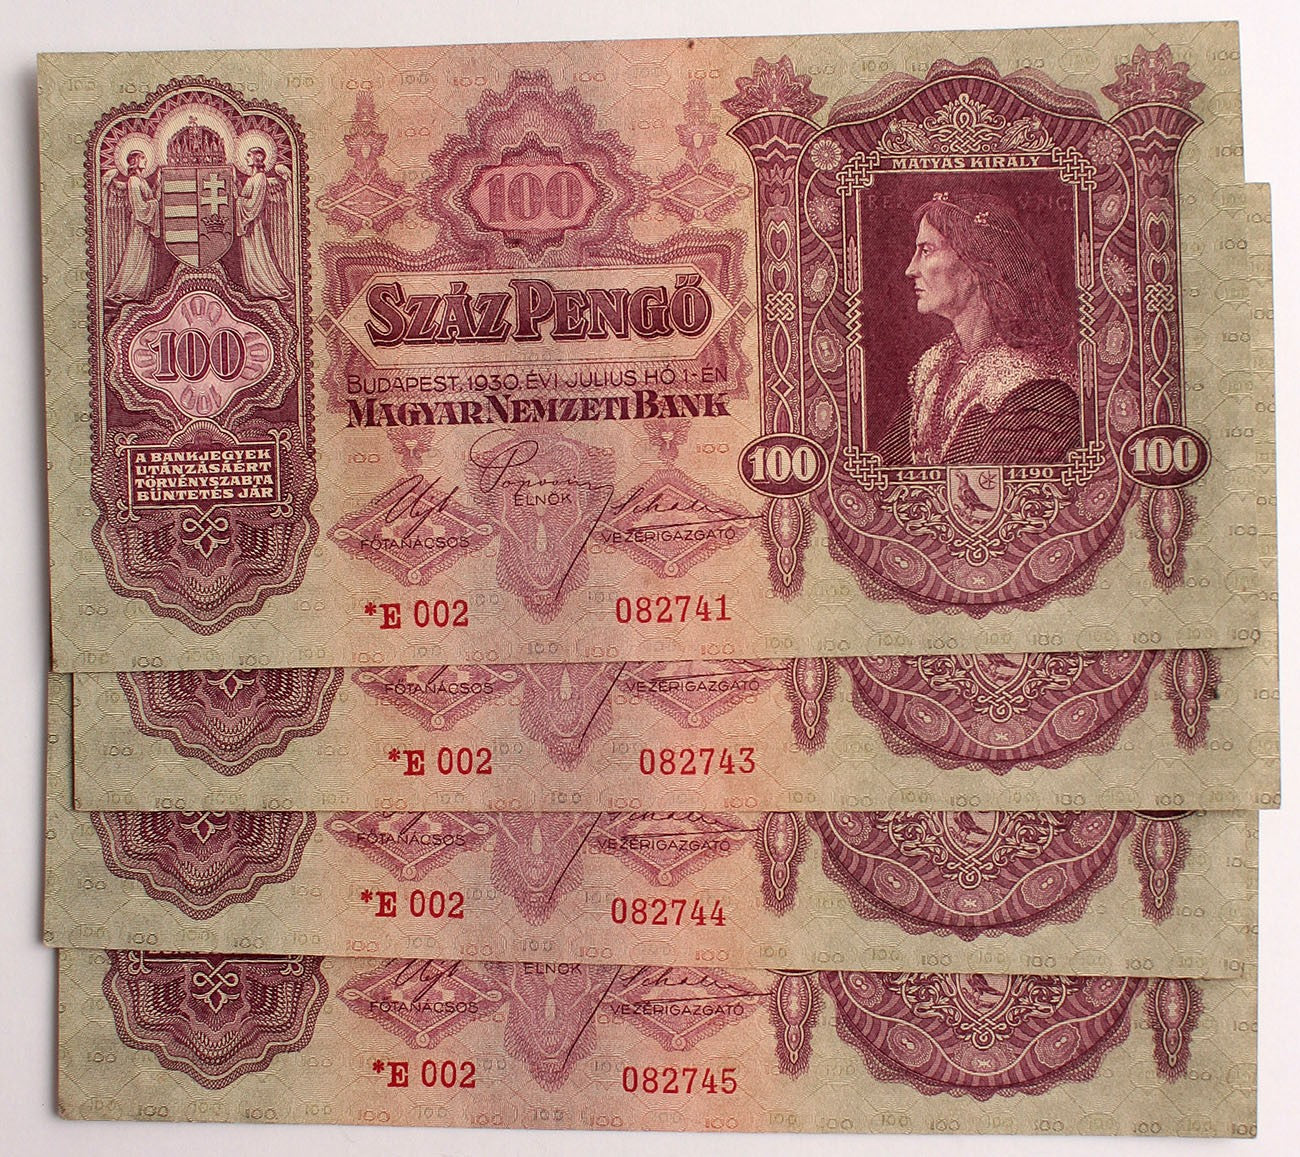 100
SZÁZ PENGŐ
BUDAPEST, 1930. ÉVI JULIUS HÓ 1-ÉN
MAGYAR NEMZETI BANK
100
A BANKJEGYEK
UTÁNZÁSÁÉRT
TÖRVÉNYSZABTA
BÜNTETÉS JÁR
MÁTYÁS KIRÁLY
100
1440
1490
100
ELNÖK
FŐTANÁCSOS
VEZÉRIGAZGATÓ
*E 002
082741
FŐTANÁCSOS
VEZÉRIGAZGATÓ
*E 002
082743
FŐTANÁCSOS
VEZÉRIGAZGATÓ
*E 002
082744
ELNÖK
FŐTANÁCSOS
VEZÉRIGAZGATÓ
*E 002
082745